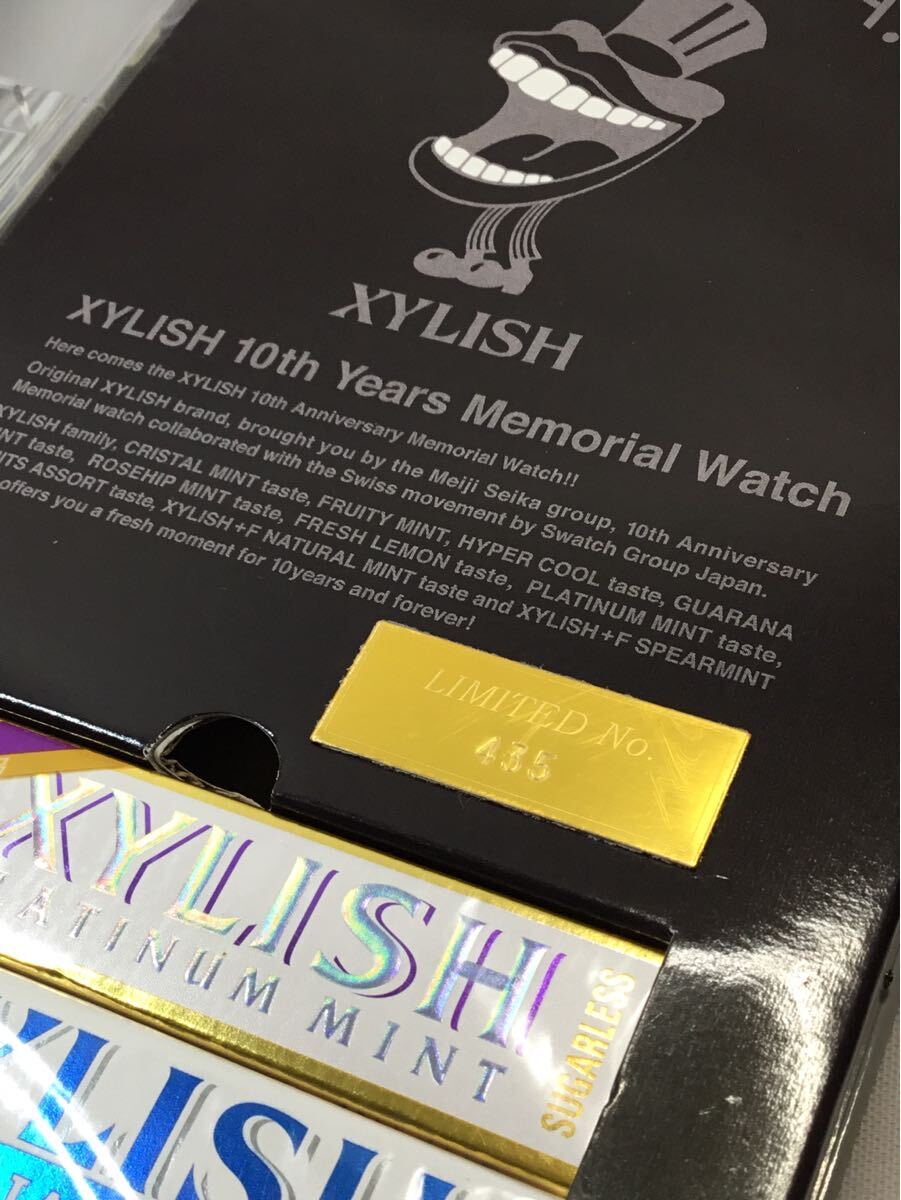 XYLISH
XYLISH 10th Years Memorial Watch
Here comes the XYLISH 10th Anniversary Memorial Watch!!
Original XYLISH brand, brought you by the Meiji Seika group, 10th Anniversary
Memorial watch collaborated with the Swiss movement by Swatch Group Japan.
XYLISH family, CRISTAL MINT taste, FRUITY MINT, HYPER COOL taste, GUARANA
taste, ROSEHIP MINT taste, FRESH LEMON taste, PLATINUM MINT taste,
ASSORT taste, XYLISH+F NATURAL MINT taste and XYLISH+F SPEARMINT
offers you a fresh moment for 10years and forever!
LIMITED No.
435
XYLISH
PLATINUM MINT
SUGARLESS
XYLISH